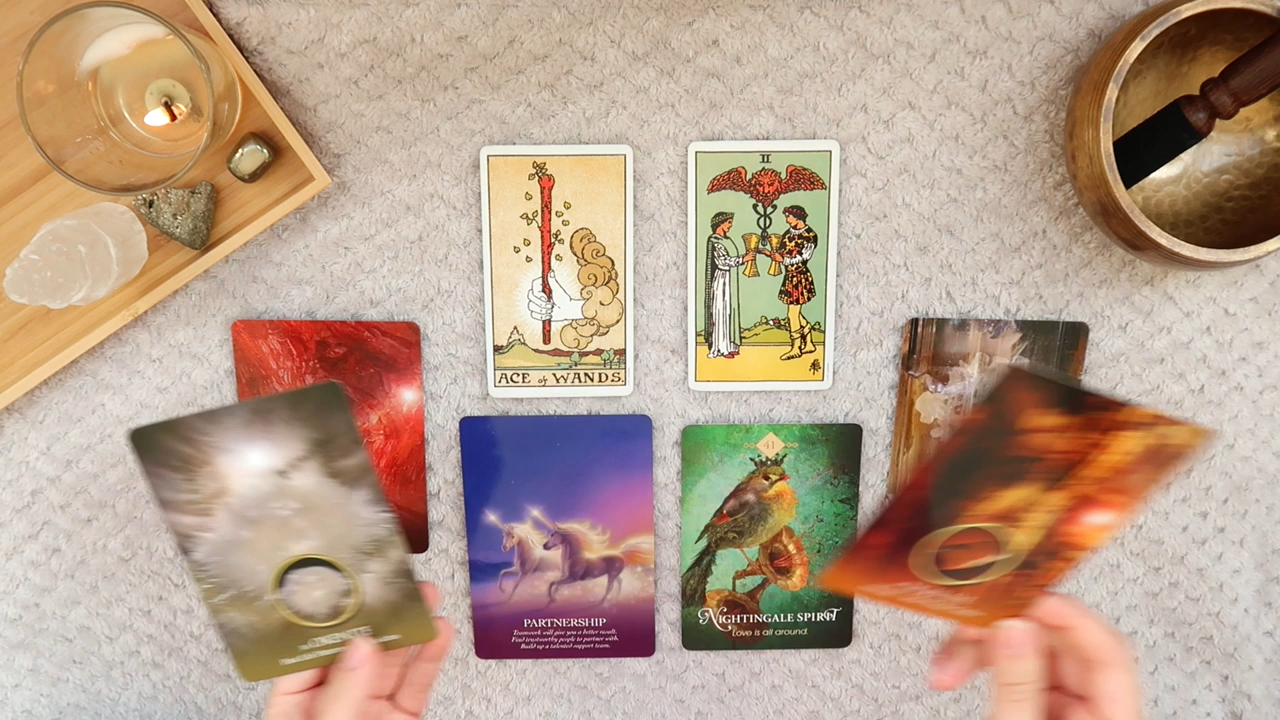 ACE of WANDS.
II
PARTNERSHIP
Teamwork will give you a better result.
Find trustworthy people to partner with.
Build up a talented support team.
41
NIGHTINGALE SPIRIT
Love is all around.